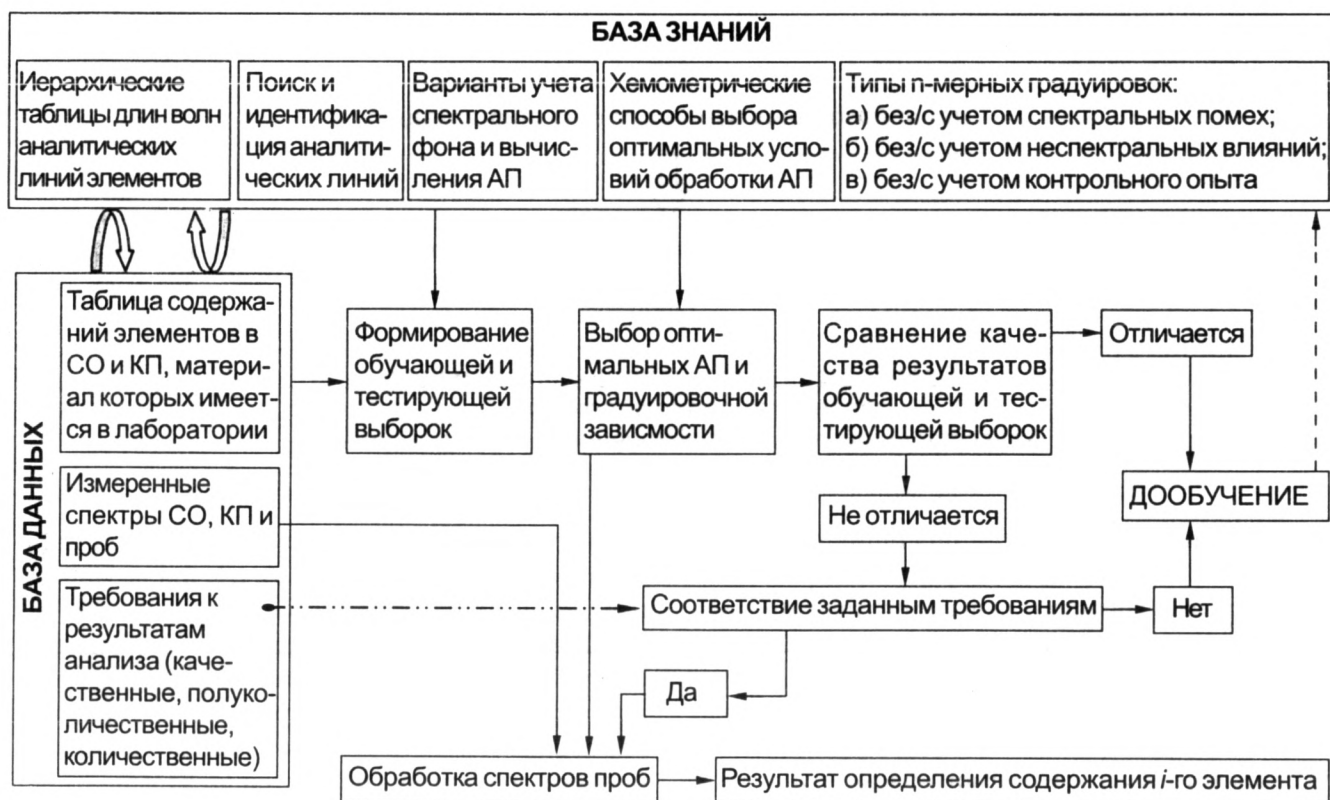 БАЗА ЗНАНИЙ
Иерархические
таблицы длин волн
аналитических
линий элементов
Поиск и
идентифика-
ция аналити-
ческих линий
Варианты учета
спектрального
фона и вычис-
ления АП
Хемометрические
способы выбора
оптимальных усло-
вий обработки АП
Типы n-мерных градуировок:
а) без/с учетом спектральных помех;
б) без/с учетом неспектральных влияний;
в) без/с учетом контрольного опыта
БАЗА ДАННЫХ
Таблица содержа-
ний элементов в
СО и КП, матери-
ал которых имеет-
ся в лаборатории
Измеренные
спектры СО, КП и
проб
Требования к
результатам
анализа (каче-
ственные, полуко-
личественные,
количественные)
Формирование
обучающей и
тестирующей
выборок
Выбор опти-
мальных АП и
градуировочной
зависмости
Сравнение каче-
ства результатов
обучающей и тес-
тирующей выборок
Отличается
ДООБУЧЕНИЕ
Не отличается
Соответствие заданным требованиям
Нет
Да
Обработка спектров проб
Результат определения содержания i-го элемента